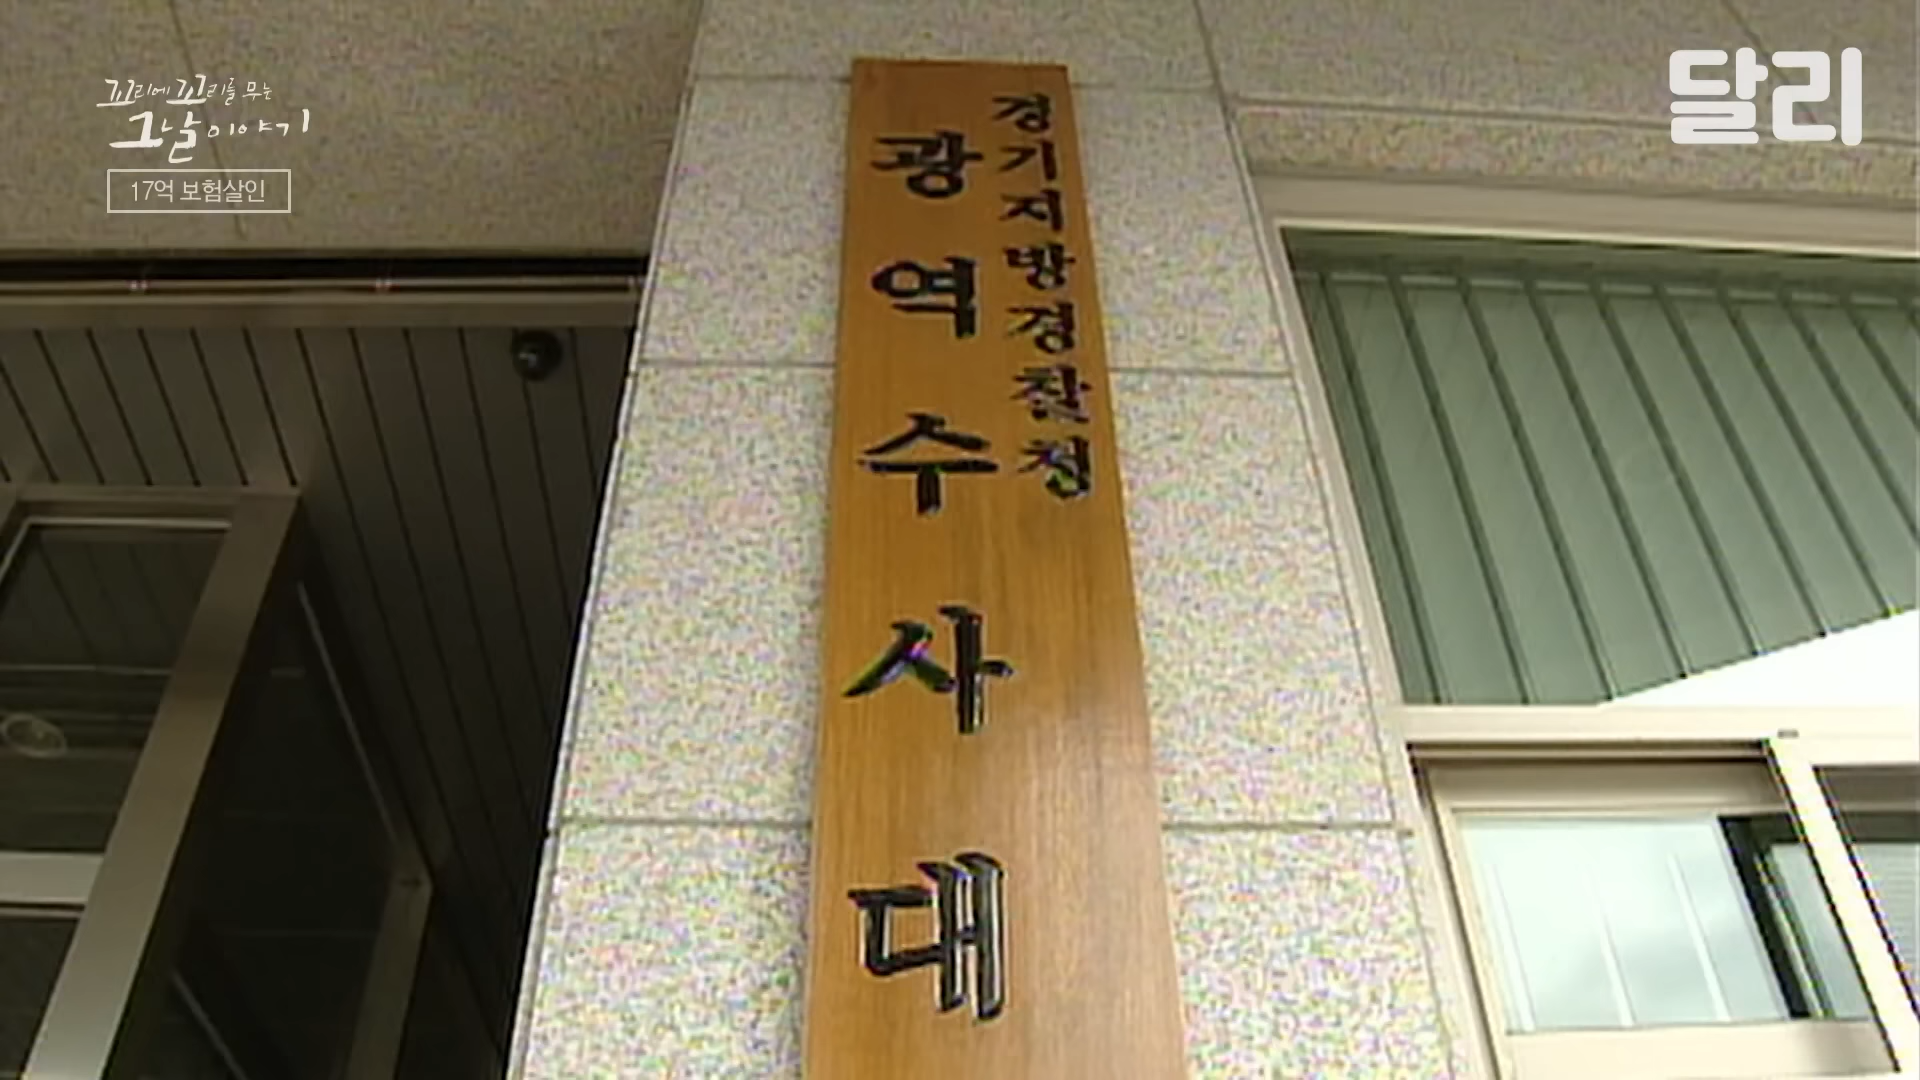 꼬리에 꼬리를 무는
그날 이야기
17억 보험살인
달리
경기지방경찰청
광역수사대